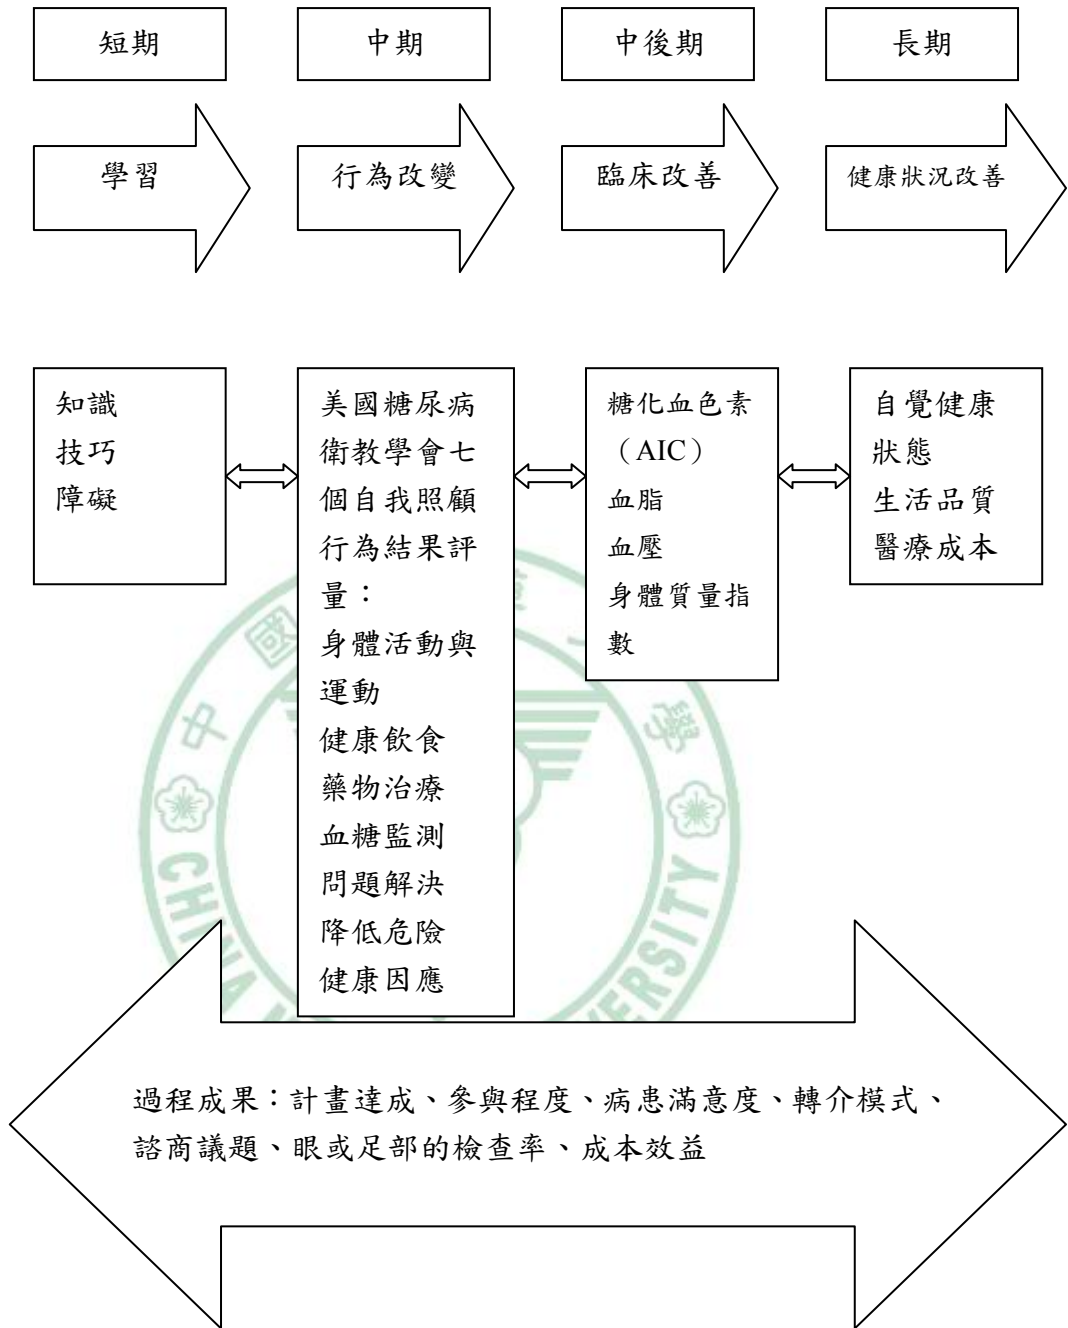 短期
中期
中後期
長期
學習
行為改變
臨床改善
健康狀況改善
知識
技巧
障礙
美國糖尿病
衛教學會七
個自我照顧
行為結果評
量：
身體活動與
運動
健康飲食
藥物治療
血糖監測
問題解決
降低危險
健康因應
糖化血色素
（AIC）
血脂
血壓
身體質量指
數
自覺健康
狀態
生活品質
醫療成本
過程成果：計畫達成、參與程度、病患滿意度、轉介模式、
諮商議題、眼或足部的檢查率、成本效益
中 國
學
CHINA
ERSITY